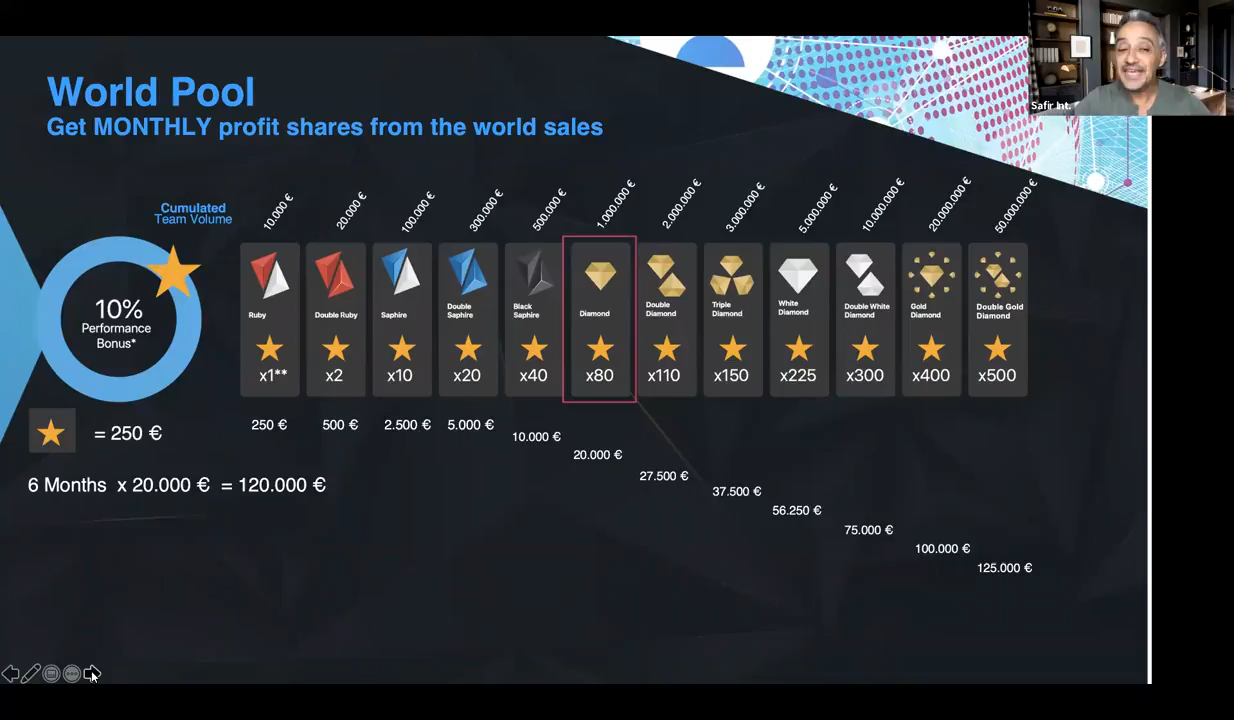 Safir Int.
World Pool
Get MONTHLY profit shares from the world sales
Cumulated
Team Volume
10.000 €
20.000 €
100.000 €
300.000 €
500.000 €
1.000.000 €
2.000.000 €
3.000.000 €
5.000.000 €
10.000.000 €
20.000.000 €
50.000.000 €
10%
Performance
Bonus*
Ruby
Double Ruby
Saphire
Double
Saphire
Black
Saphire
Diamond
Double
Diamond
Triple
Diamond
White
Diamond
Double White
Diamond
Gold
Diamond
Double Gold
Diamond
x1**
x2
x10
x20
x40
x80
x110
x150
x225
x300
x400
x500
= 250 €
250 €
500 €
2.500 €
5.000 €
10.000 €
20.000 €
27.500 €
37.500 €
56.250 €
75.000 €
100.000 €
125.000 €
6 Months x 20.000 € = 120.000 €